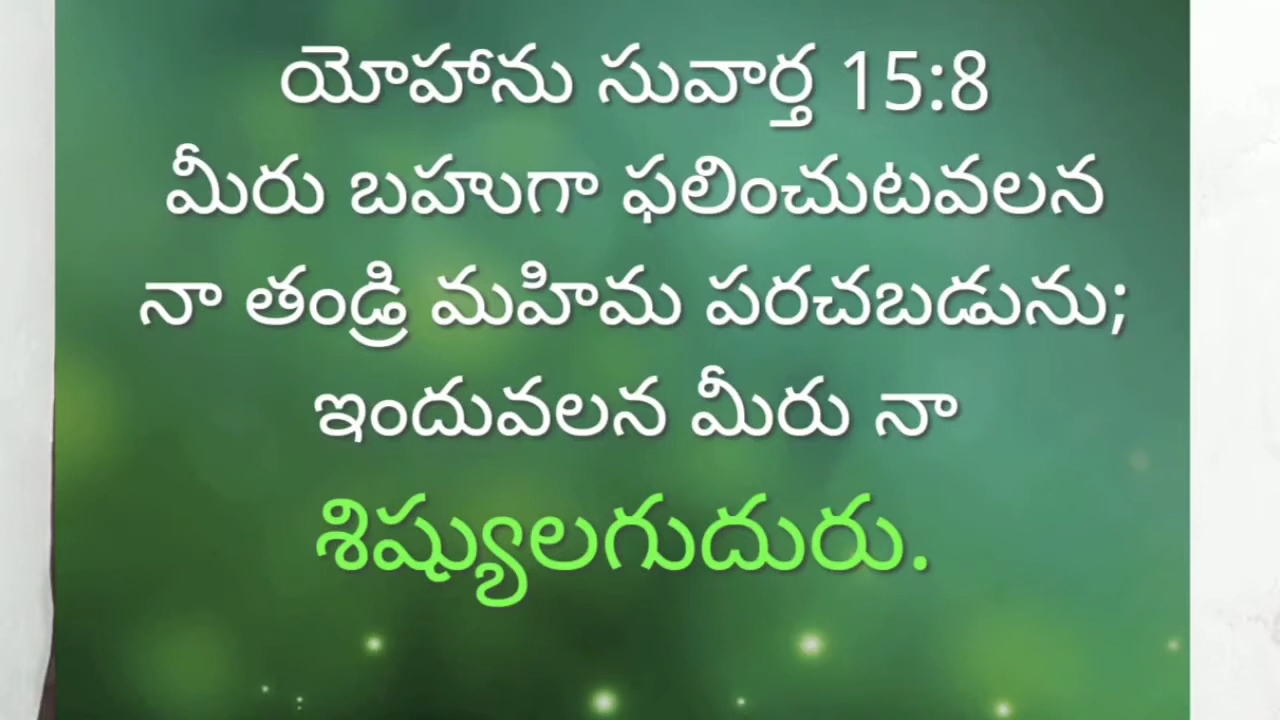 యోహాను సువార్త 15:8
మీరు బహుగా ఫలించుటవలన
నా తండ్రి మహిమ పరచబడును;
ఇందువలన మీరు నా
శిష్యులగుదురు.